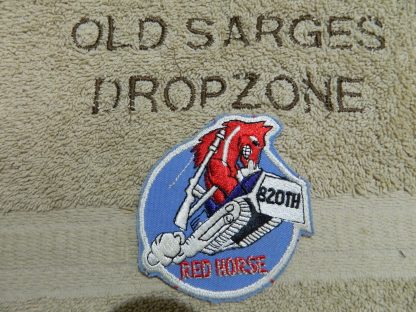 OLD SARGES
DROPZONE
820TH
RED HORSE